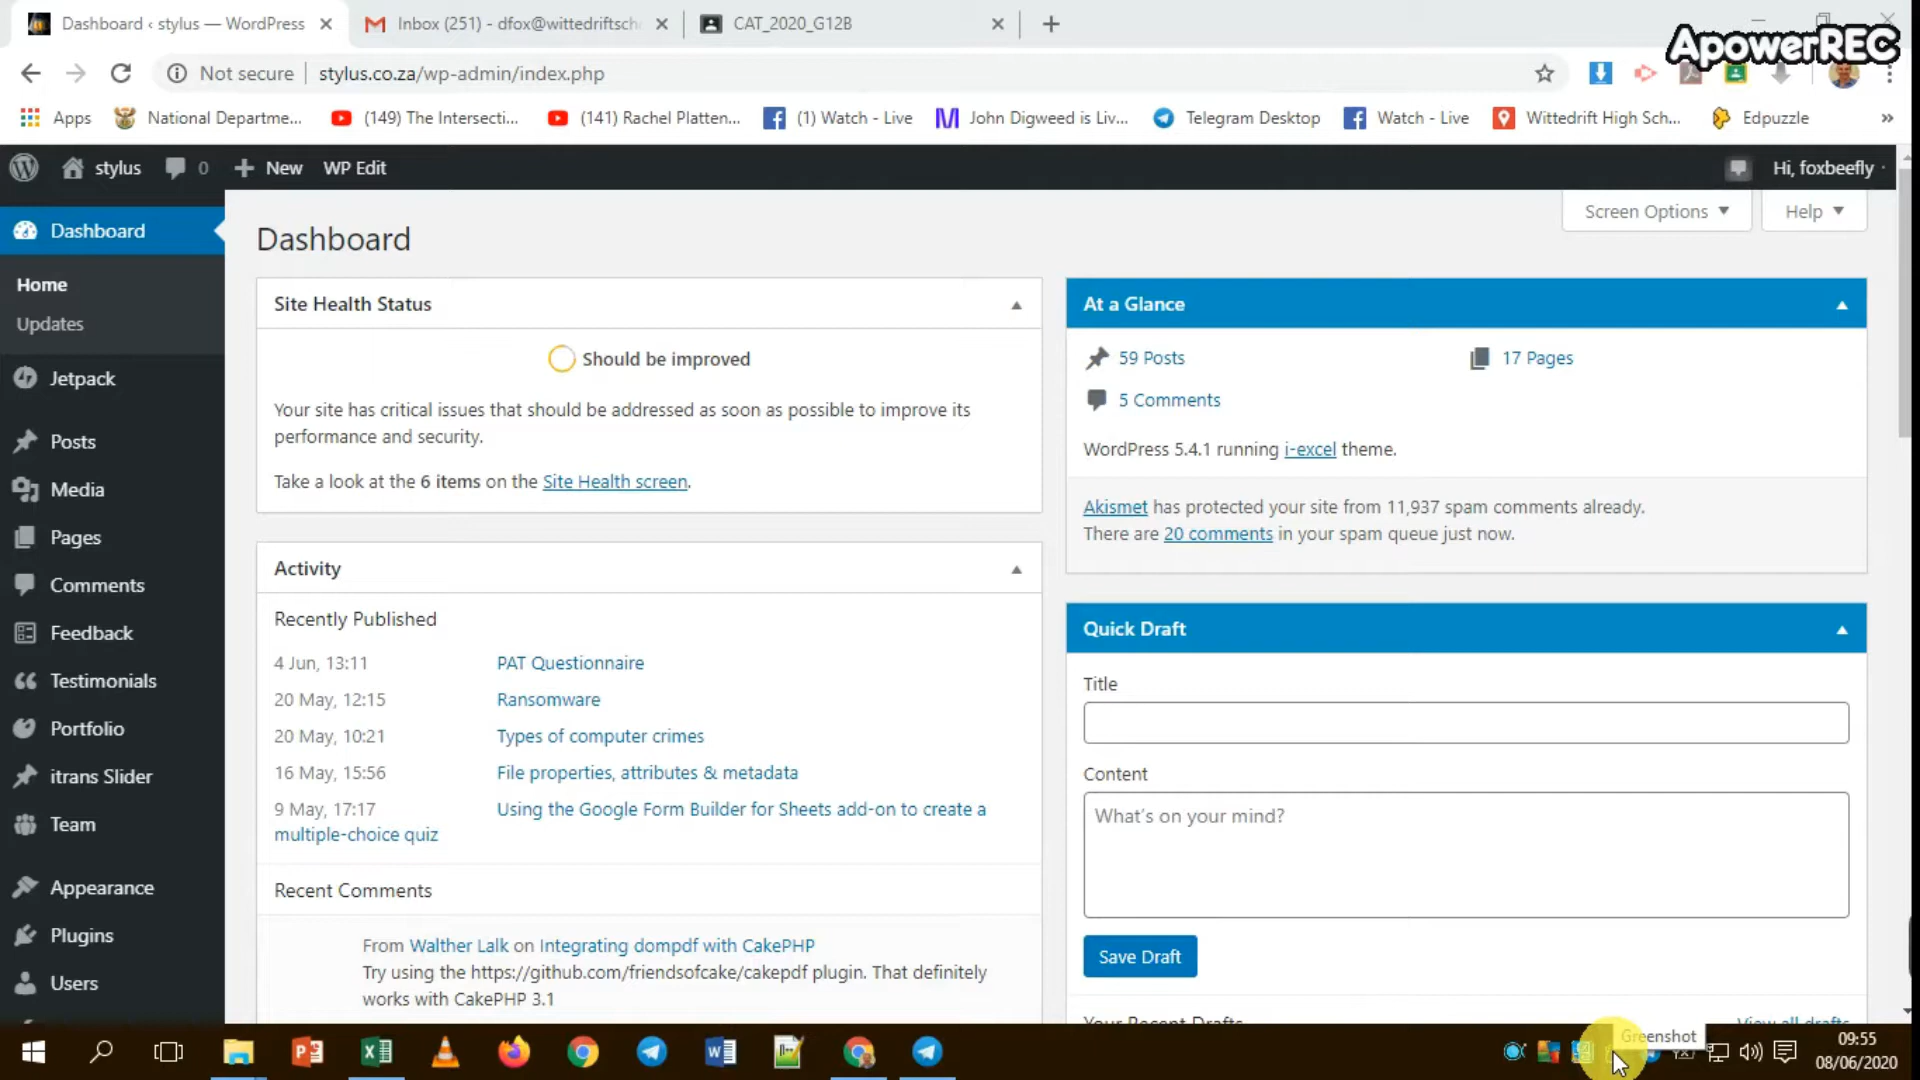 Dashboard ‹ stylus — WordPress
Inbox (251) - dfox@wittedriftsch
CAT_2020_G12B
ApowerREC
Not secure
stylus.co.za/wp-admin/index.php
Apps
National Departme...
(149) The Intersecti...
(141) Rachel Platten...
(1) Watch - Live
John Digweed is Liv...
Telegram Desktop
Watch - Live
Wittedrift High Sch...
Edpuzzle
»
stylus
0
New
WP Edit
Hi, foxbeefly
Dashboard
Home
Updates
Jetpack
Posts
Media
Pages
Comments
Feedback
Testimonials
Portfolio
itrans Slider
Team
Appearance
Plugins
Users
Screen Options
Help
Dashboard
Site Health Status
Should be improved
Your site has critical issues that should be addressed as soon as possible to improve its
performance and security.
Take a look at the 6 items on the Site Health screen.
Activity
Recently Published
4 Jun, 13:11 PAT Questionnaire
20 May, 12:15 Ransomware
20 May, 10:21 Types of computer crimes
16 May, 15:56 File properties, attributes & metadata
9 May, 17:17 Using the Google Form Builder for Sheets add-on to create a
multiple-choice quiz
Recent Comments
From Walther Lalk on Integrating dompdf with CakePHP
Try using the https://github.com/friendsofcake/cakepdf plugin. That definitely
works with CakePHP 3.1
At a Glance
59 Posts
17 Pages
5 Comments
WordPress 5.4.1 running i-excel theme.
Akismet has protected your site from 11,937 spam comments already.
There are 20 comments in your spam queue just now.
Quick Draft
Title
Content
What's on your mind?
Save Draft
Your Recent Drafts
View all drafts
Greenshot
09:55
08/06/2020